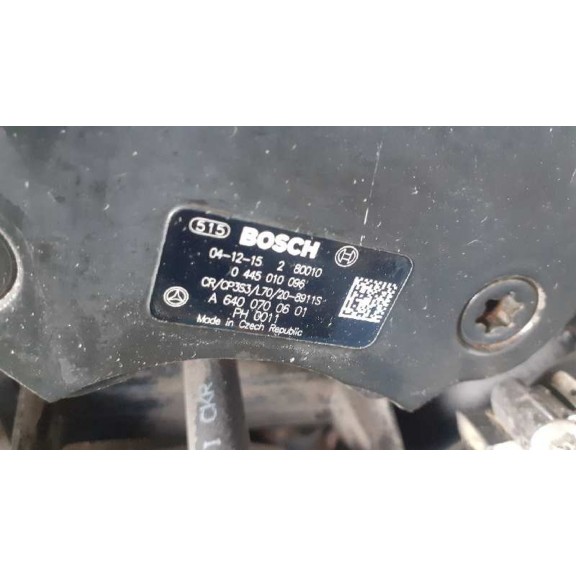 515 BOSCH
04-12-15 2 80010
0 445 010 096
CR/CP3S3/L70/20-8911S
A 640 070 06 01
PH 0011
Made in Czech Republic
I CKR